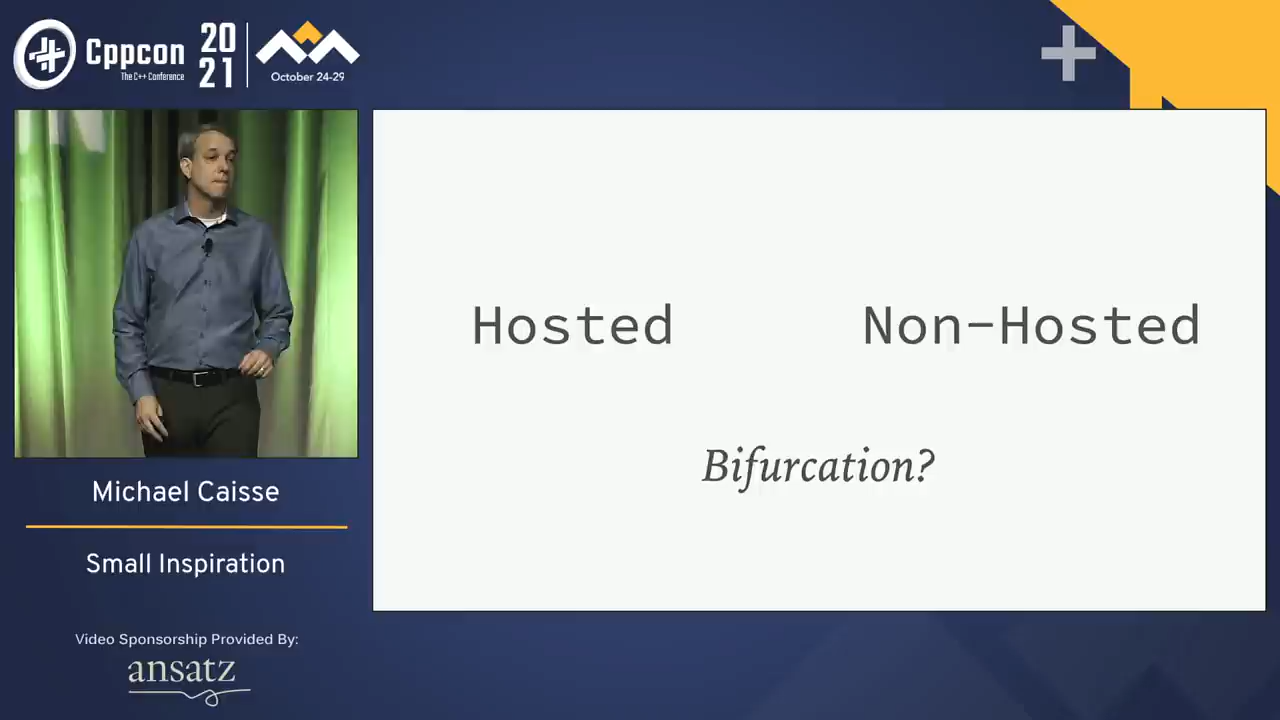 Cppcon
The C++ Conference
20
21
October 24-29
Hosted
Non-Hosted
Bifurcation?
Michael Caisse
Small Inspiration
Video Sponsorship Provided By:
ansatz